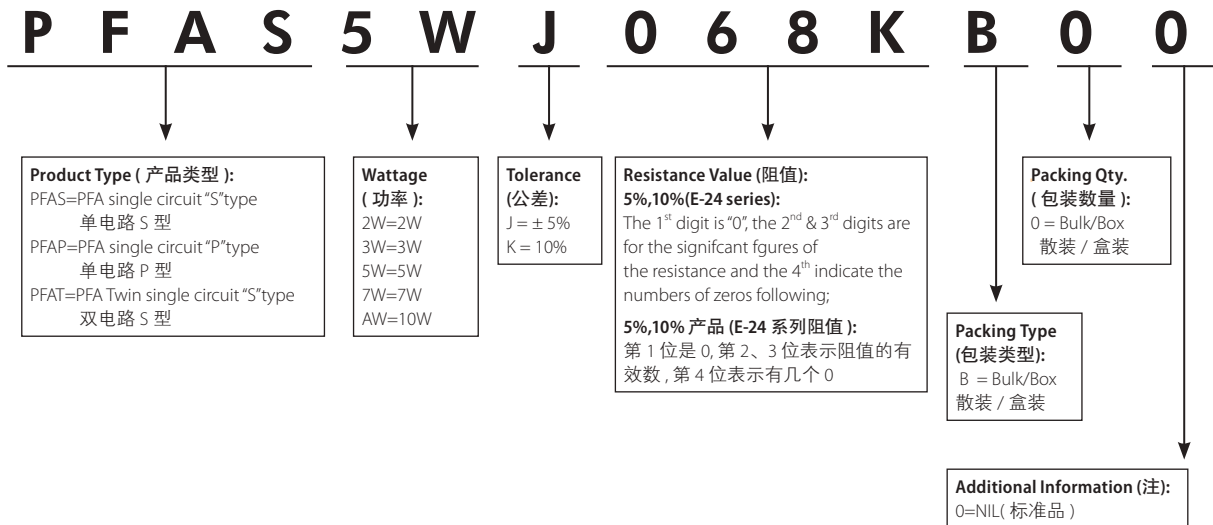 P F A S 5 W J 0 6 8 K B 0 0
Product Type ( 产品类型 ):
PFAS=PFA single circuit “S”type
单电路 S 型
PFAP=PFA single circuit “P”type
单电路 P 型
PFAT=PFA Twin single circuit “S”type
双电路 S 型
Wattage
( 功率 ):
2W=2W
3W=3W
5W=5W
7W=7W
AW=10W
Tolerance
(公差):
J = ± 5%
K = 10%
Resistance Value (阻值):
5%,10%(E-24 series):
The 1st digit is “0”, the 2nd & 3rd digits are
for the signifcant fgures of
the resistance and the 4th indicate the
numbers of zeros following;
5%,10% 产品 (E-24 系列阻值 ):
第 1 位是 0, 第 2、3 位表示阻值的有
效数 , 第 4 位表示有几个 0
Packing Type
(包装类型):
B = Bulk/Box
散装 / 盒装
Packing Qty.
( 包装数量 ):
0 = Bulk/Box
散装 / 盒装
Additional Information (注):
0=NIL( 标准品 )